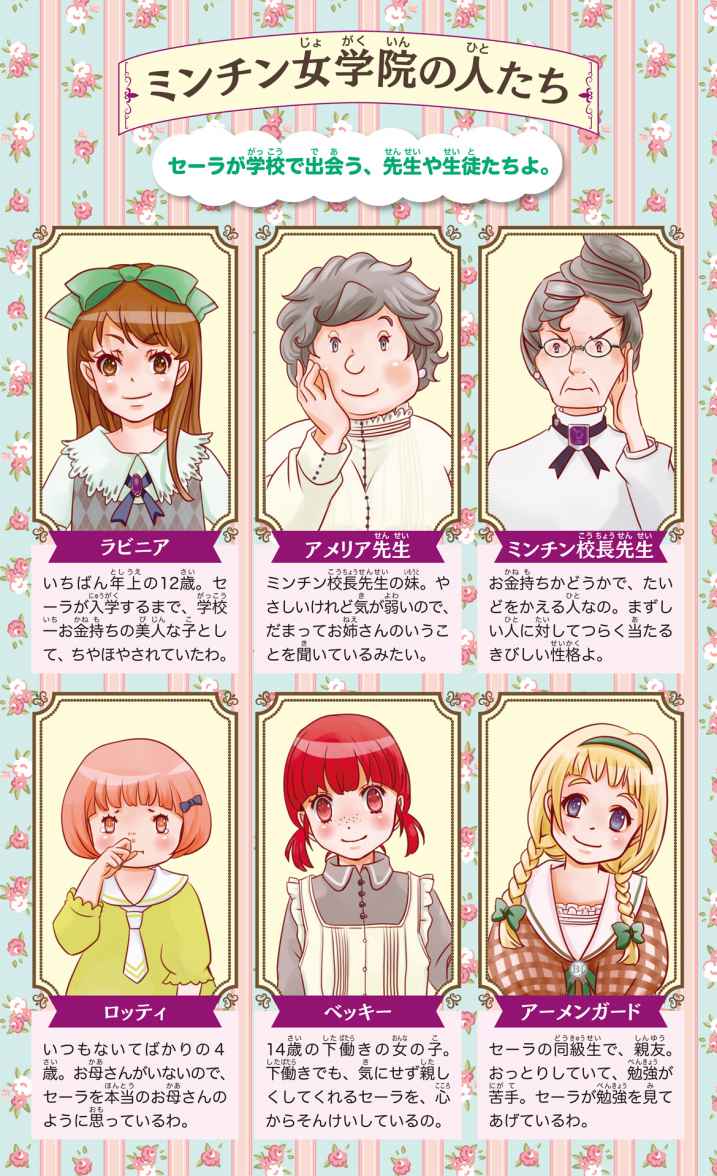 ミンチン女学院の人たち
セーラが学校で出会う、先生や生徒たちよ。
ラビニア
いちばん年上の12歳。セ
ーラが入学するまで、学校
一お金持ちの美人な子とし
て、ちやほやされていたわ。
アメリア先生
ミンチン校長先生の妹。や
さしいけれど気が弱いので、
だまってお姉さんのいうこ
とを聞いているみたい。
ミンチン校長先生
お金持ちかどうかで、たい
どをかえる人なの。まずし
い人に対してつらく当たる
きびしい性格よ。
ロッティ
いつもないてばかりの4
歳。お母さんがいないので、
セーラを本当のお母さんの
ように思っているわ。
ベッキー
14歳の下働きの女の子。
下働きでも、気にせず親し
くしてくれるセーラを、心
からそんけいしているの。
アーメンガード
セーラの同級生で、親友。
おっとりしていて、勉強が
苦手。セーラが勉強を見て
あげているわ。